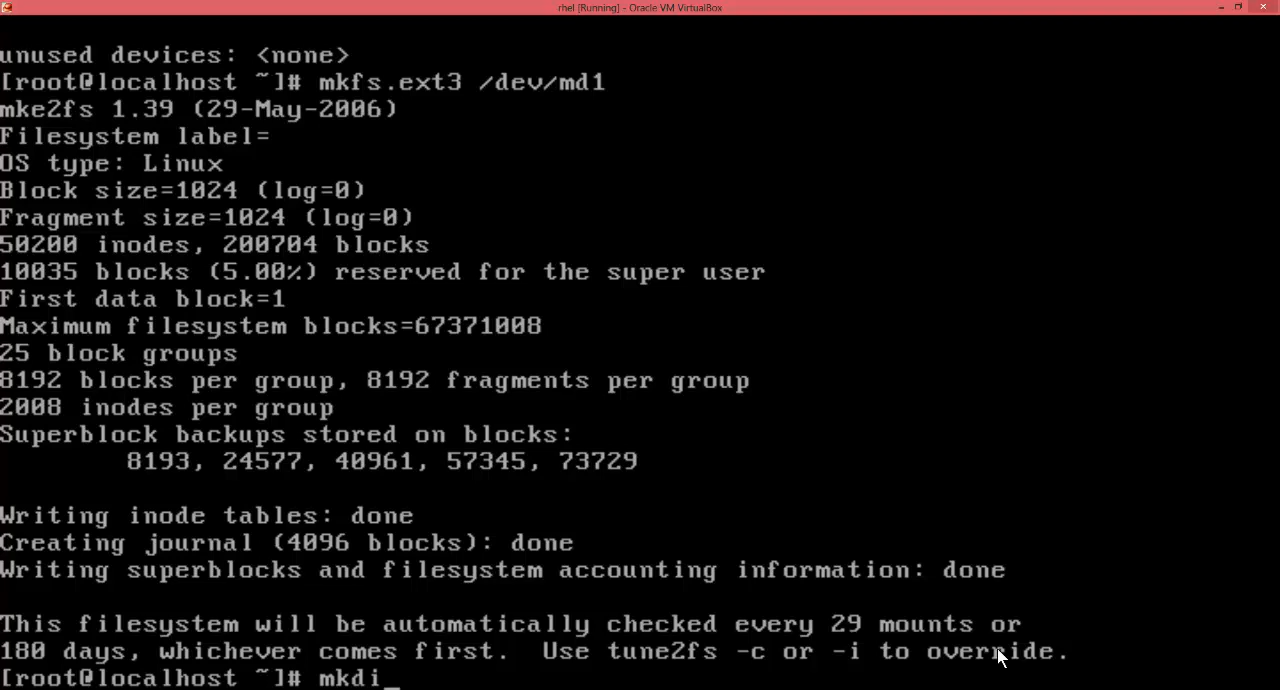 rhel [Running] - Oracle VM VirtualBox
unused devices: <none>
[root@localhost ~]# mkfs.ext3 /dev/md1
mke2fs 1.39 (29-May-2006)
Filesystem label=
OS type: Linux
Block size=1024 (log=0)
Fragment size=1024 (log=0)
50200 inodes, 200704 blocks
10035 blocks (5.00%) reserved for the super user
First data block=1
Maximum filesystem blocks=67371008
25 block groups
8192 blocks per group, 8192 fragments per group
2008 inodes per group
Superblock backups stored on blocks:
8193, 24577, 40961, 57345, 73729
Writing inode tables: done
Creating journal (4096 blocks): done
Writing superblocks and filesystem accounting information: done
This filesystem will be automatically checked every 29 mounts or
180 days, whichever comes first.  Use tune2fs -c or -i to override.
[root@localhost ~]# mkdi_